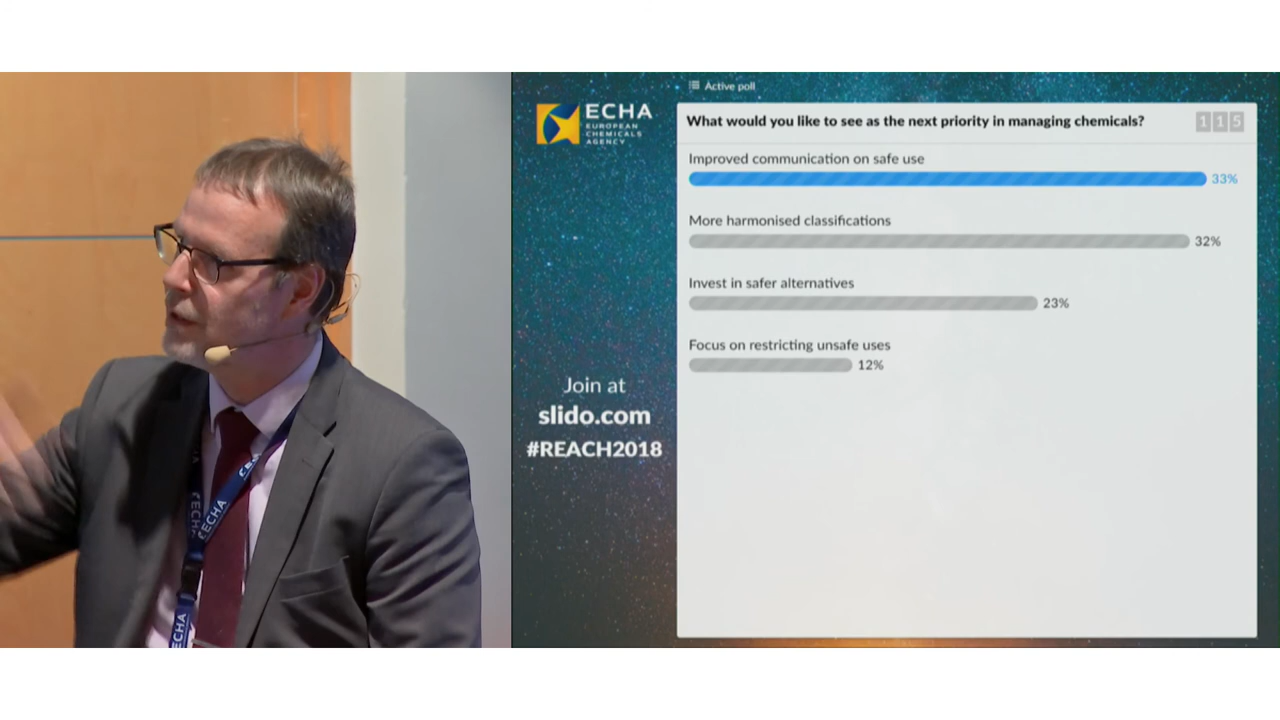 Active poll
ECHA
EUROPEAN
CHEMICALS
AGENCY
What would you like to see as the next priority in managing chemicals?
115
Improved communication on safe use
33%
More harmonised classifications
32%
Invest in safer alternatives
23%
Focus on restricting unsafe uses
12%
Join at
slido.com
#REACH2018
ECHA
ECHA
ECHA